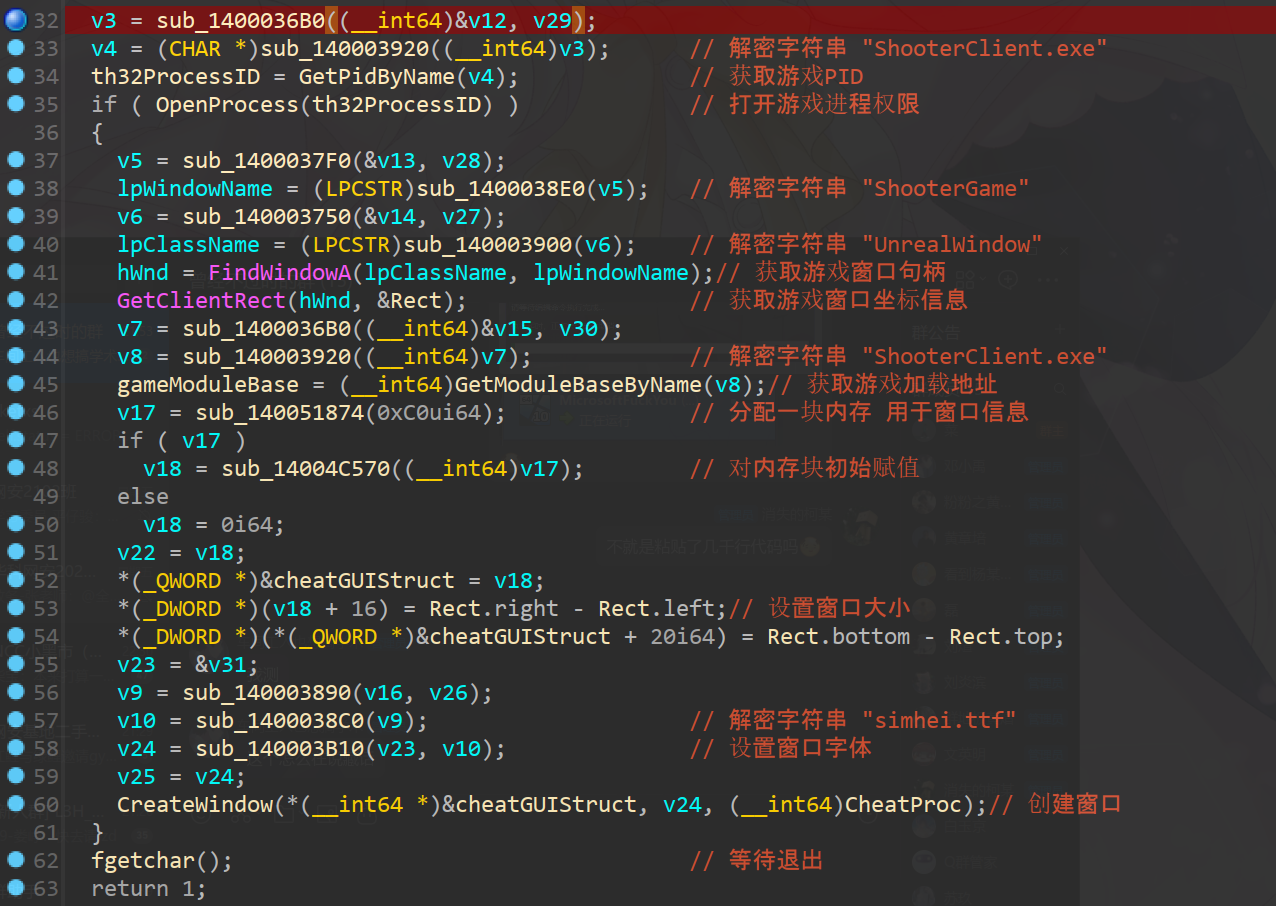 32 v3 = sub_1400036B0((__int64)&v12, v29);
33 v4 = (CHAR *)sub_140003920((__int64)v3); // 解密字符串 "ShooterClient.exe"
34 th32ProcessID = GetPidByName(v4); // 获取游戏PID
35 if ( OpenProcess(th32ProcessID) ) // 打开游戏进程权限
36 {
37 v5 = sub_1400037F0(&v13, v28);
38 lpWindowName = (LPCSTR)sub_1400038E0(v5); // 解密字符串 "ShooterGame"
39 v6 = sub_140003750(&v14, v27);
40 lpClassName = (LPCSTR)sub_140003900(v6); // 解密字符串 "UnrealWindow"
41 hWnd = FindWindowA(lpClassName, lpWindowName);// 获取游戏窗口句柄
42 GetClientRect(hWnd, &Rect); // 获取游戏窗口坐标信息
43 v7 = sub_1400036B0((__int64)&v15, v30);
44 v8 = sub_140003920((__int64)v7); // 解密字符串 "ShooterClient.exe"
45 gameModuleBase = (__int64)GetModuleBaseByName(v8);// 获取游戏加载地址
46 v17 = sub_140051874(0xC0ui64); // 分配一块内存 用于窗口信息
47 if ( v17 )
48 v18 = sub_14004C570((__int64)v17); // 对内存块初始赋值
49 else
50 v18 = 0i64;
51 v22 = v18;
52 *(_QWORD *)&cheatGUIStruct = v18;
53 *(_DWORD *)(v18 + 16) = Rect.right - Rect.left;// 设置窗口大小
54 *(_DWORD *)(*(_QWORD *)&cheatGUIStruct + 20i64) = Rect.bottom - Rect.top;
55 v23 = &v31;
56 v9 = sub_140003890(v16, v26);
57 v10 = sub_1400038C0(v9); // 解密字符串 "simhei.ttf"
58 v24 = sub_140003B10(v23, v10); // 设置窗口字体
59 v25 = v24;
60 CreateWindow(*(__int64 *)&cheatGUIStruct, v24, (__int64)CheatProc);// 创建窗口
61 }
62 fgetchar(); // 等待退出
63 return 1;